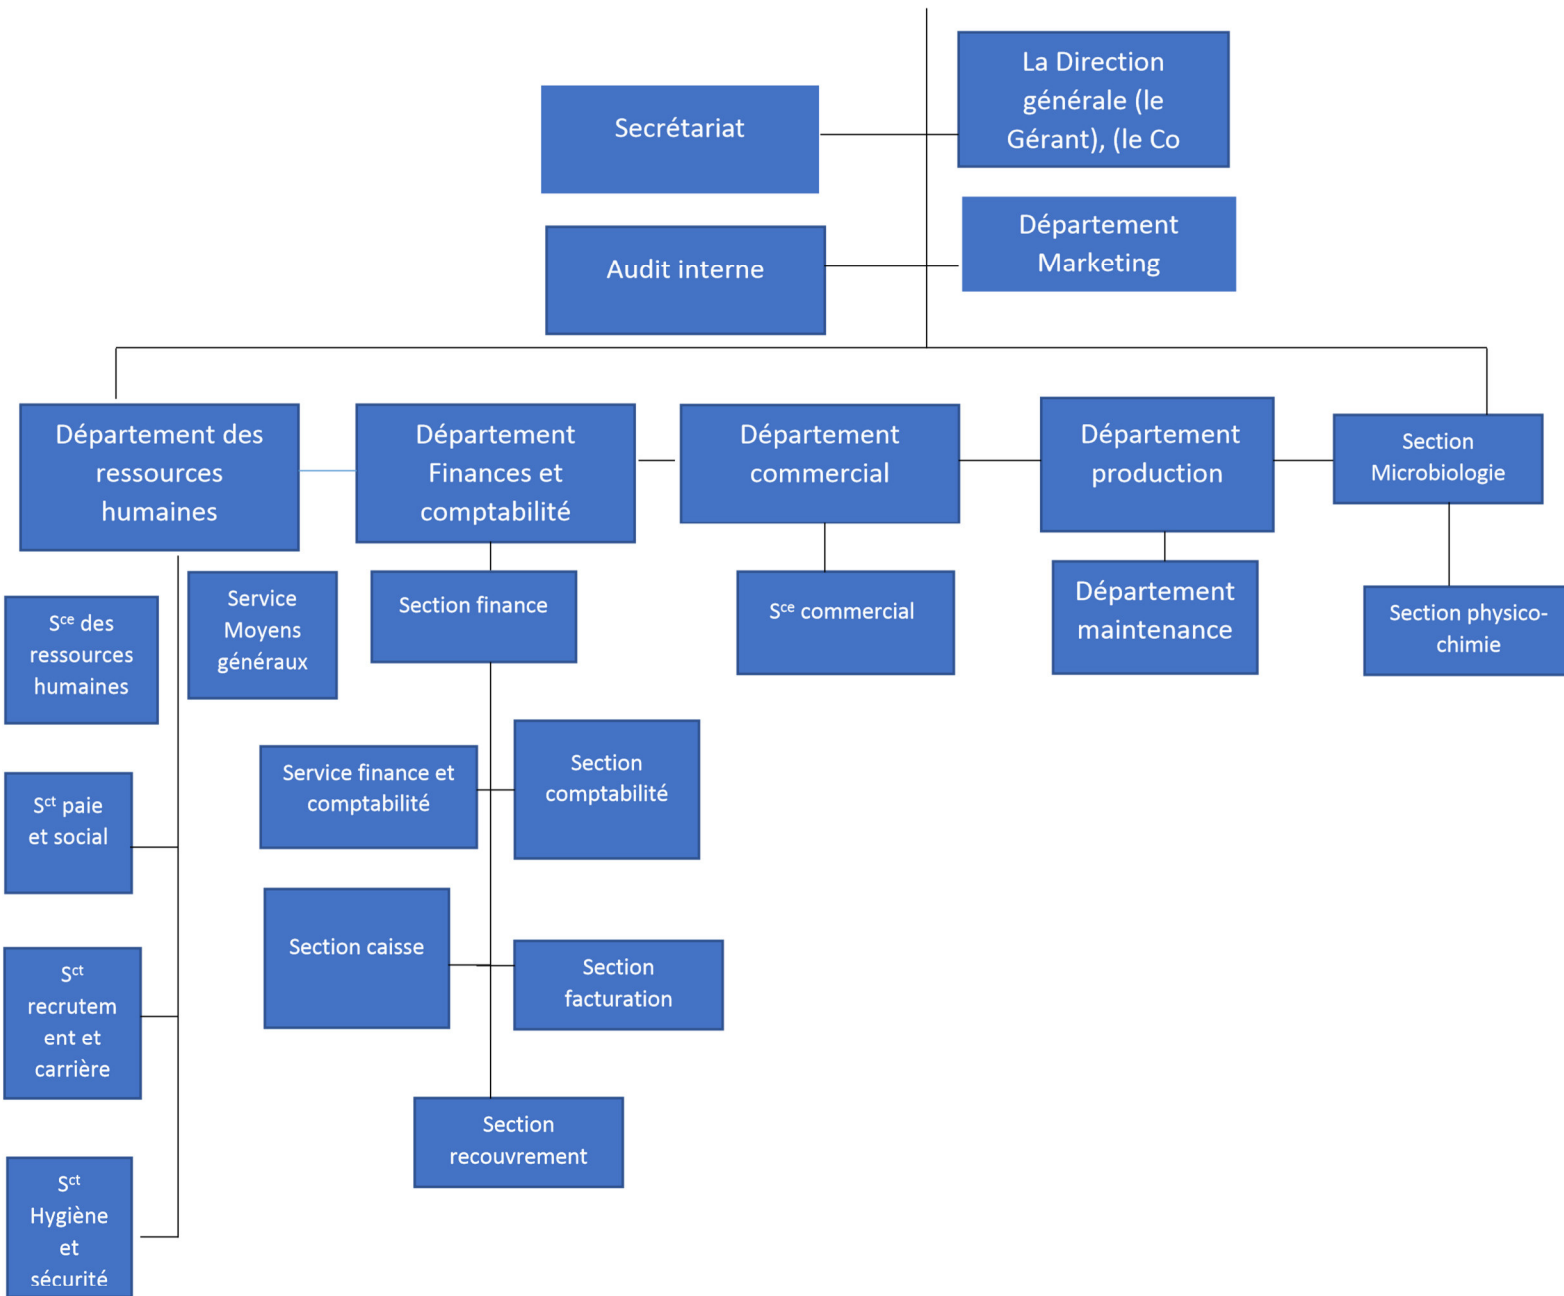 La Direction
générale (le
Gérant), (le Co
Secrétariat
Département
Marketing
Audit interne
Département des
ressources
humaines
Département
Finances et
comptabilité
Département
commercial
Département
production
Section
Microbiologie
Sᶜᵉ des
ressources
humaines
Service
Moyens
généraux
Section finance
Sᶜᵉ commercial
Département
maintenance
Section physico-
chimie
Sᶜᵗ paie
et social
Service finance et
comptabilité
Section
comptabilité
Sᶜᵗ
recrutem
ent et
carrière
Section caisse
Section
facturation
Section
recouvrement
Sᶜᵗ
Hygiène
et
sécurité